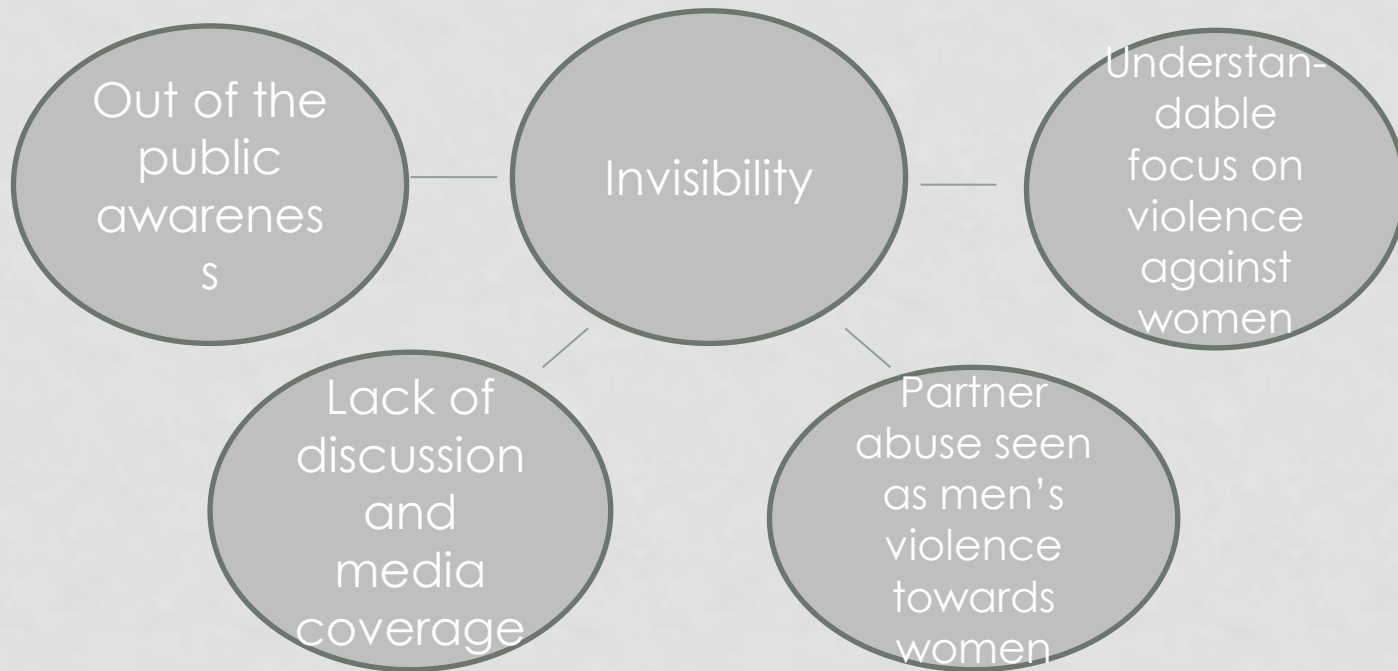 Out of the
public
awarenes
s
Invisibility
Understan-
dable
focus on
violence
against
women
Lack of
discussion
and
media
coverage
Partner
abuse seen
as men’s
violence
towards
women